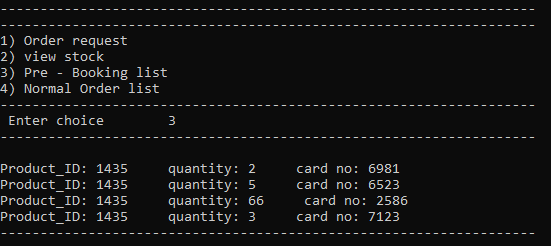 --------------------------------------------------------------------
--------------------------------------------------------------------
1) Order request
2) view stock
3) Pre - Booking list
4) Normal Order list
--------------------------------------------------------------------
 Enter choice        3
--------------------------------------------------------------------
Product_ID: 1435     quantity: 2     card no: 6981
Product_ID: 1435     quantity: 5     card no: 6523
Product_ID: 1435     quantity: 66     card no: 2586
Product_ID: 1435     quantity: 3     card no: 7123
--------------------------------------------------------------------